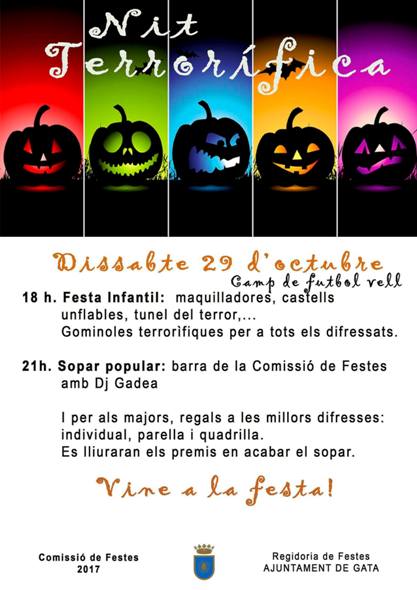 Nit
Terrorífica
Dissabte 29 d'octubre
Camp de futbol vell
18 h. Festa Infantil: maquilladores, castells
unflables, tunel del terror,...
Gominoles terrorìfiques per a tots els difressats.
21h. Sopar popular: barra de la Comissió de Festes
amb Dj Gadea
I per als majors, regals a les millors difresses:
individual, parella i quadrilla.
Es lliuraran els premis en acabar el sopar.
Vine a la festa!
Comissió de Festes
2017
Regidoria de Festes
AJUNTAMENT DE GATA